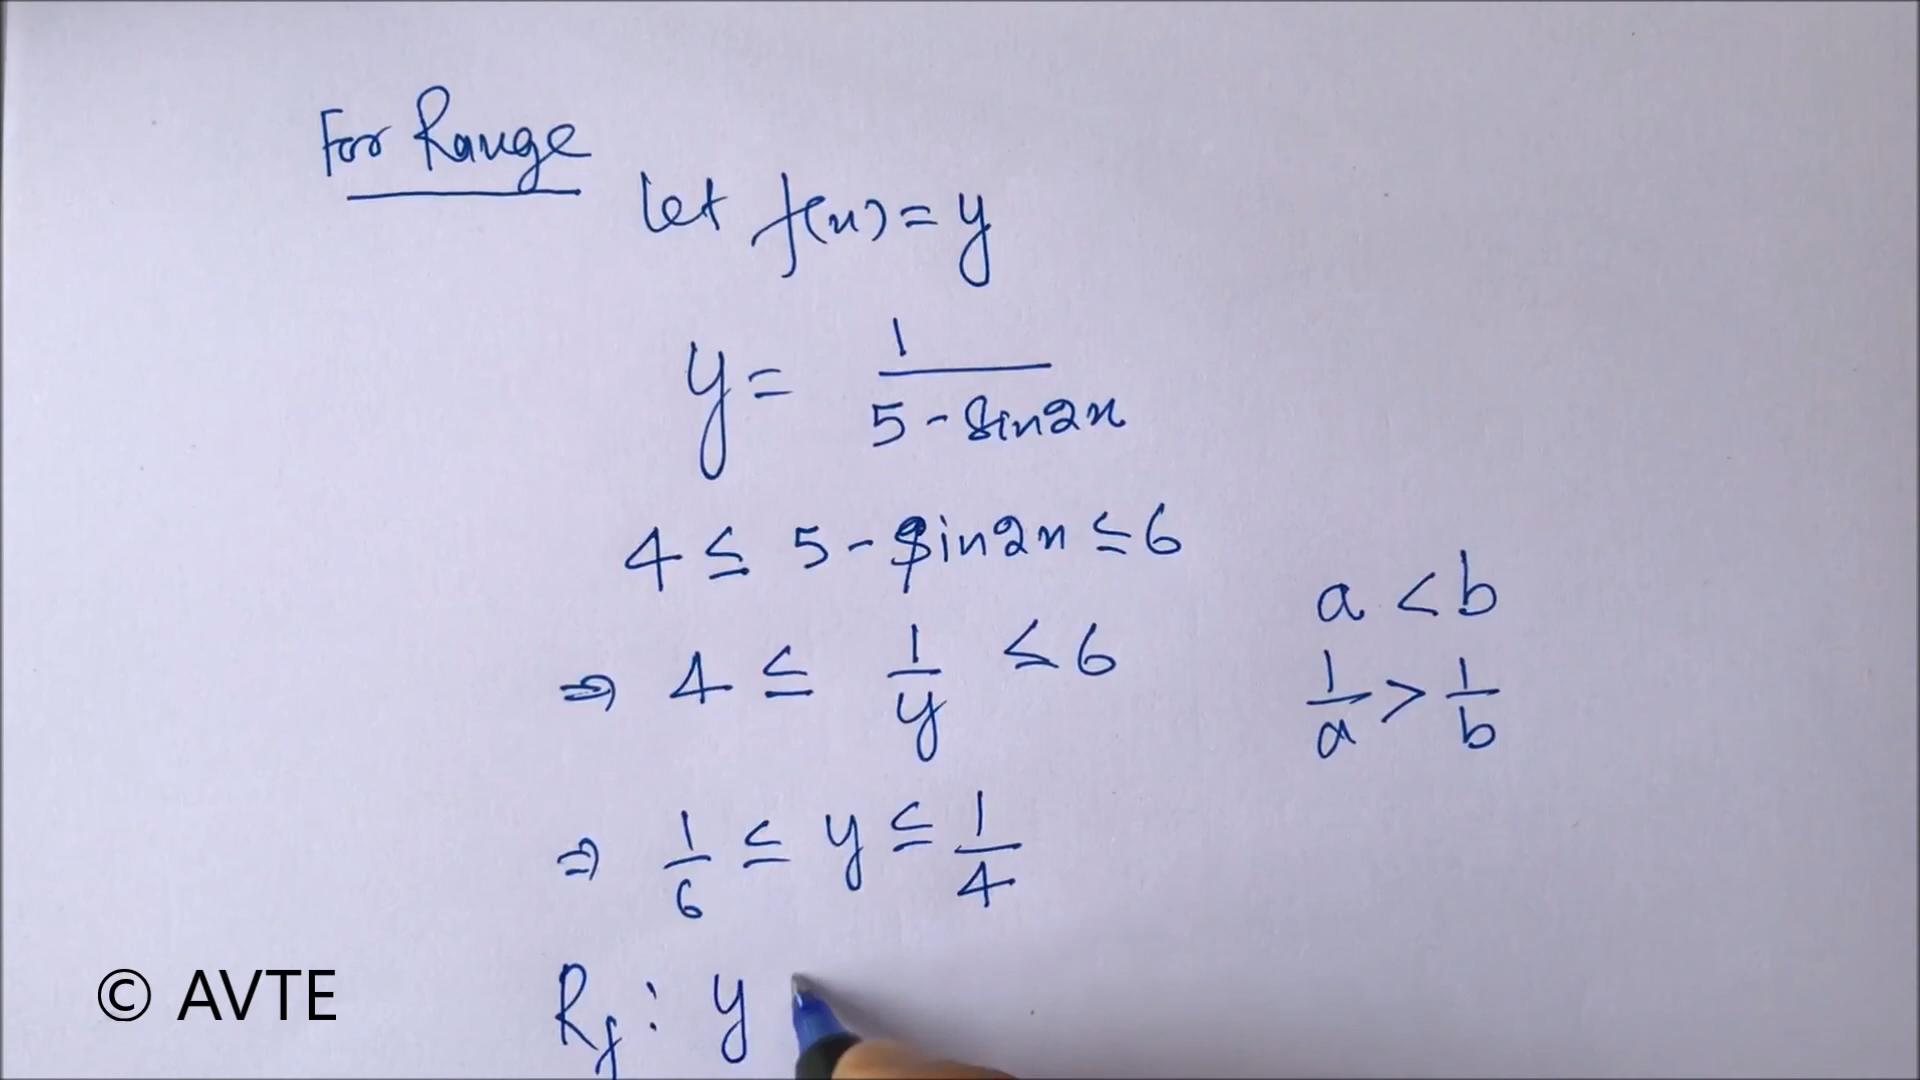 For Range
let f(x) = y
y = 1/(5 - Sin2x)
4 ≤ 5 - Sin2x ≤ 6
⇒ 4 ≤ 1/y ≤ 6
a < b
1/a > 1/b
⇒ 1/6 ≤ y ≤ 1/4
R_f : y
© AVTE